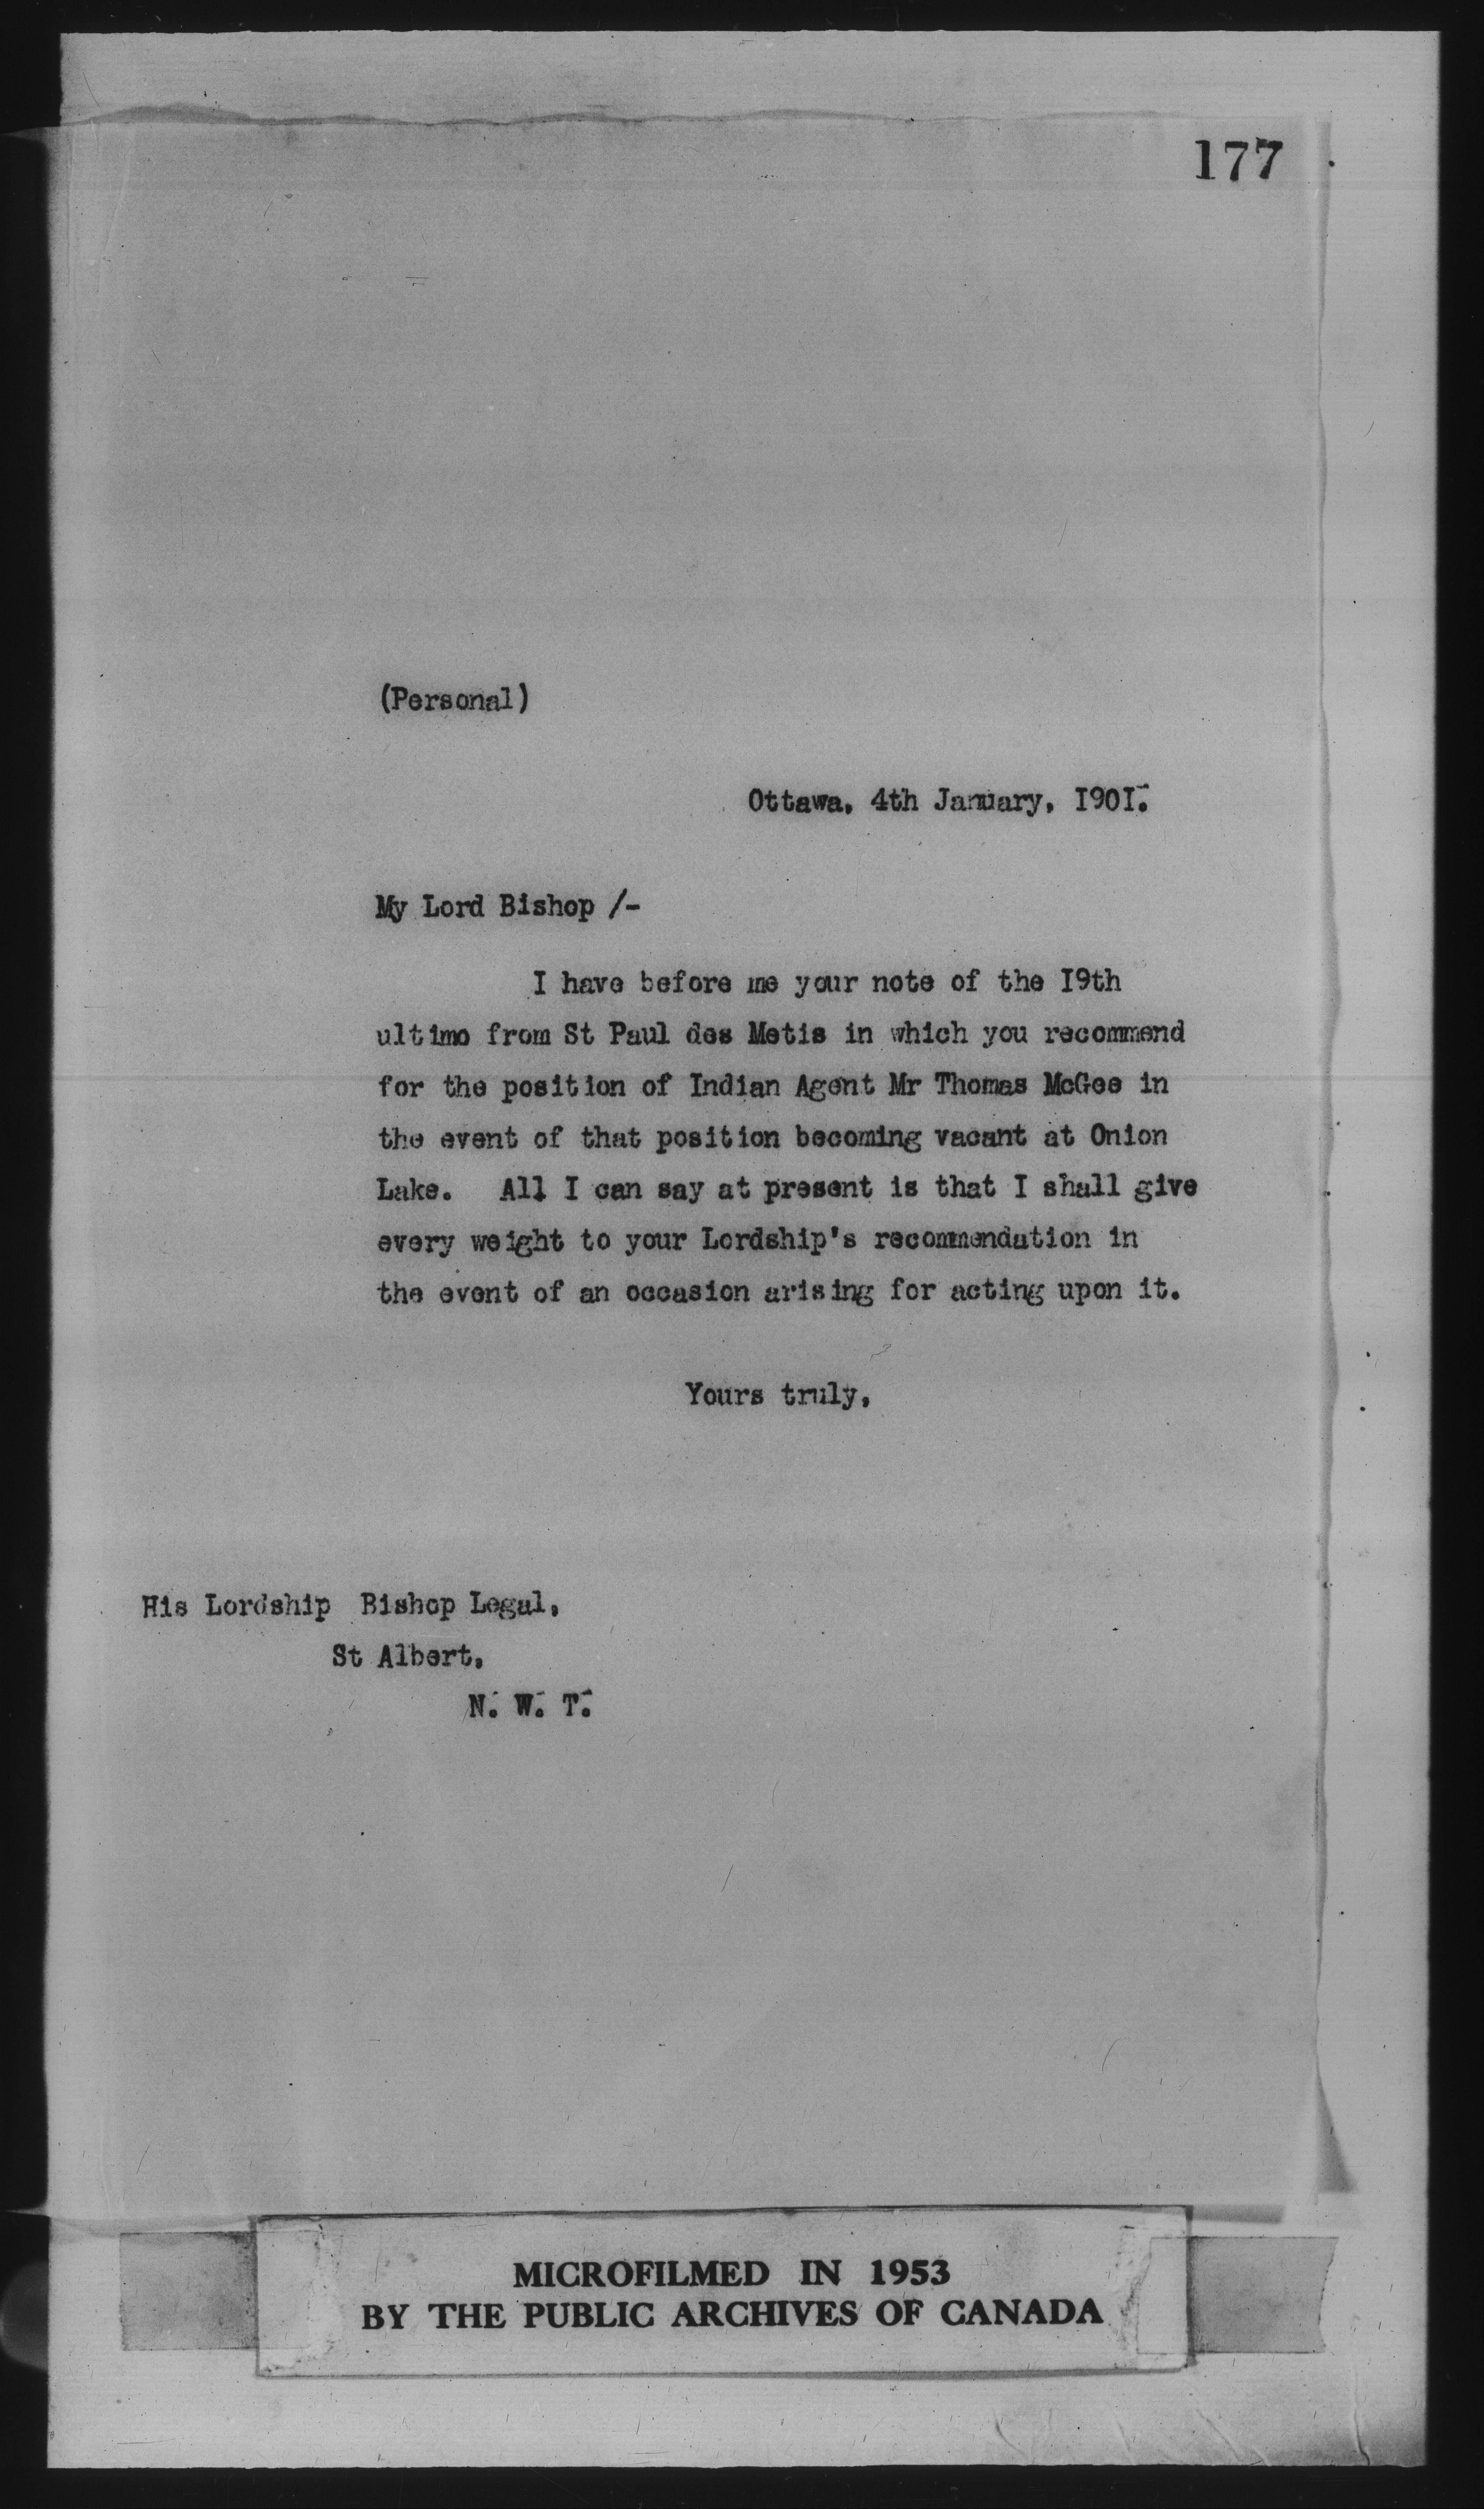 177
(Personal)
Ottawa, 4th January, I90I.
My Lord Bishop /-
I have before me your note of the I9th
ultimo from St Paul des Metis in which you recommend
for the position of Indian Agent Mr Thomas McGee in
the event of that position becoming vacant at Onion
Lake. All I can say at present is that I shall give
every weight to your Lordship's recommendation in
the event of an occasion arising for acting upon it.
Yours truly,
His Lordship Bishop Legal,
St Albert,
N. W. T.
MICROFILMED IN 1953
BY THE PUBLIC ARCHIVES OF CANADA